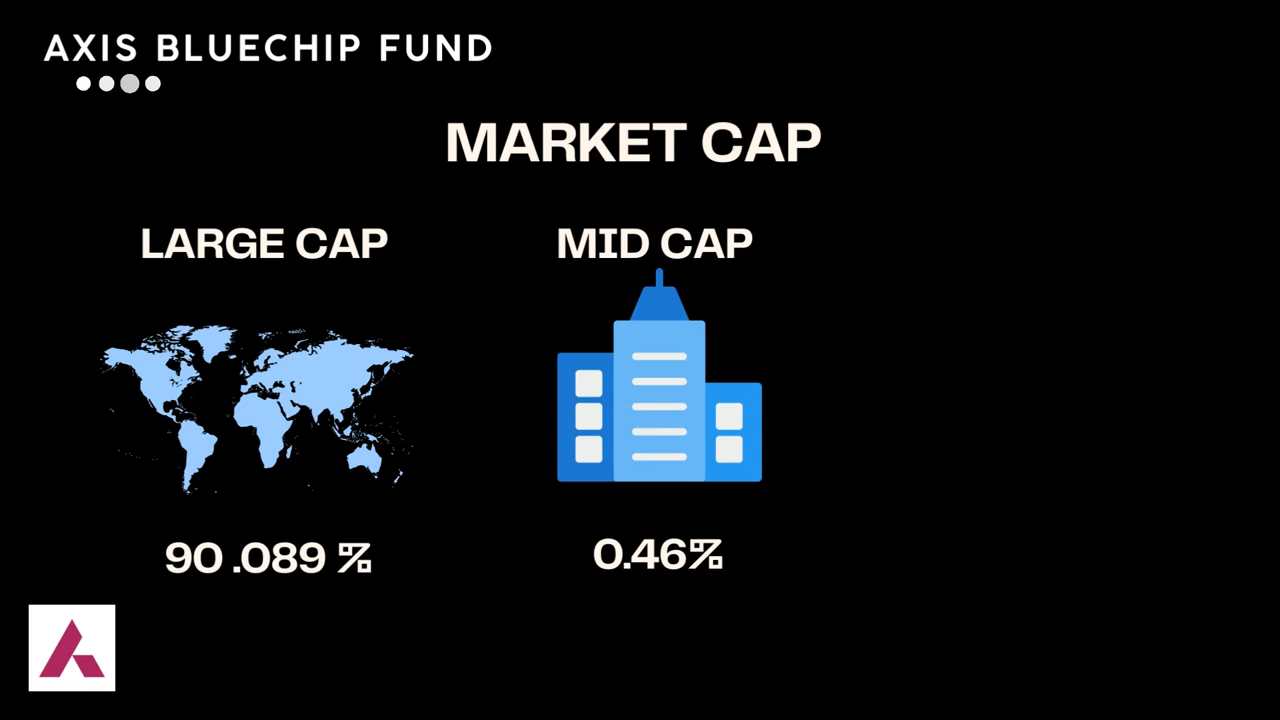 AXIS BLUECHIP FUND
MARKET CAP
LARGE CAP
MID CAP
90 .089 %
0.46%